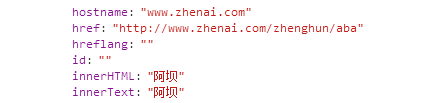 hostname: "www.zhenai.com"
href: "http://www.zhenai.com/zhenghun/aba"
hreflang: ""
id: ""
innerHTML: "阿坝"
innerText: "阿坝"